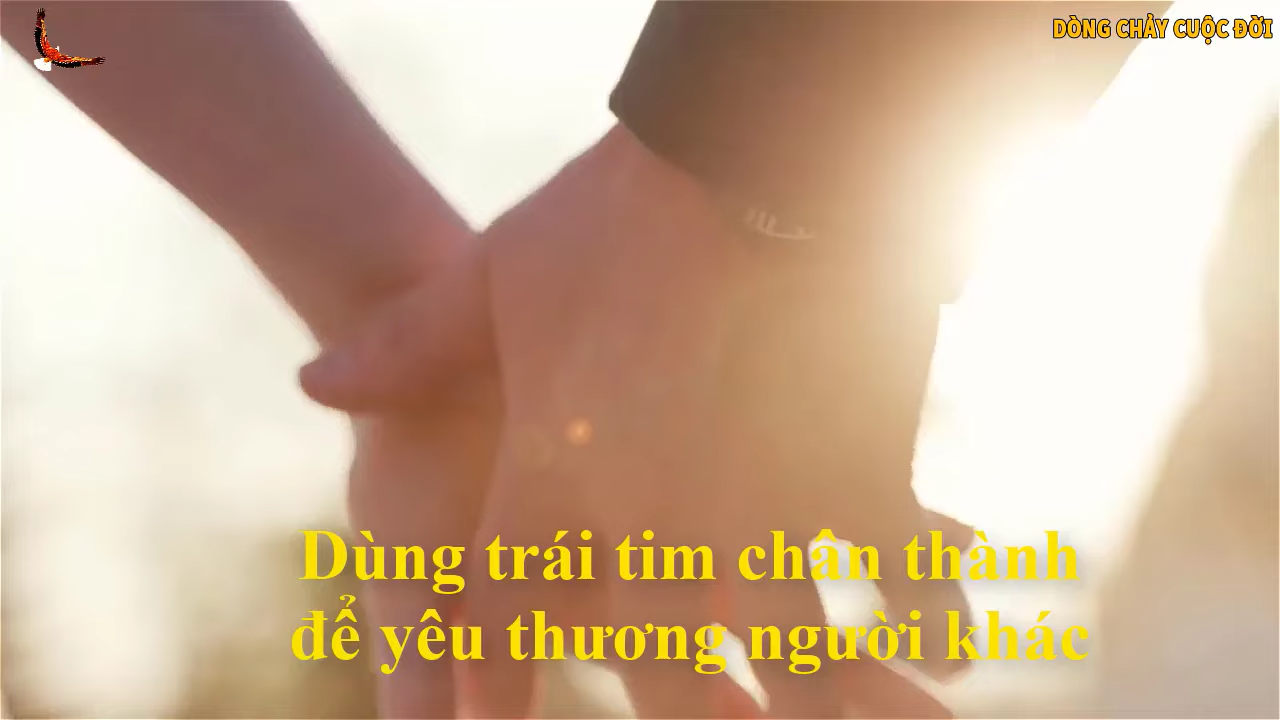 DÒNG CHẢY CUỘC ĐỜI
Dùng trái tim chân thành
để yêu thương người khác